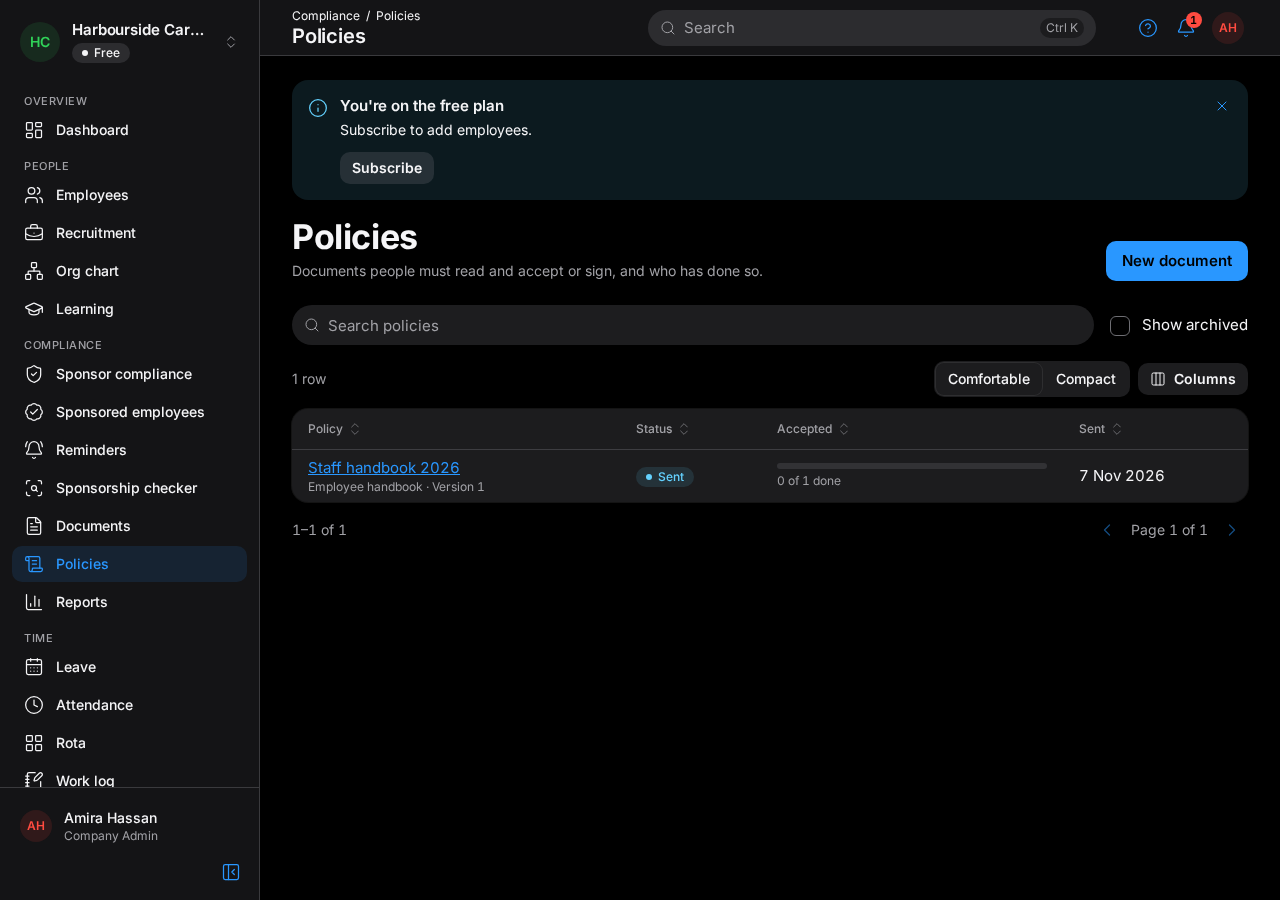 HC
Harbourside Car...
Free
OVERVIEW
Dashboard
PEOPLE
Employees
Recruitment
Org chart
Learning
COMPLIANCE
Sponsor compliance
Sponsored employees
Reminders
Sponsorship checker
Documents
Policies
Reports
TIME
Leave
Attendance
Rota
Work log
AH
Amira Hassan
Company Admin
Compliance / Policies
Policies
Search
Ctrl K
1
AH
You're on the free plan
Subscribe to add employees.
Subscribe
Policies
Documents people must read and accept or sign, and who has done so.
New document
Search policies
Show archived
1 row
Comfortable
Compact
Columns
Policy
Status
Accepted
Sent
Staff handbook 2026
Employee handbook · Version 1
Sent
0 of 1 done
7 Nov 2026
1–1 of 1
Page 1 of 1